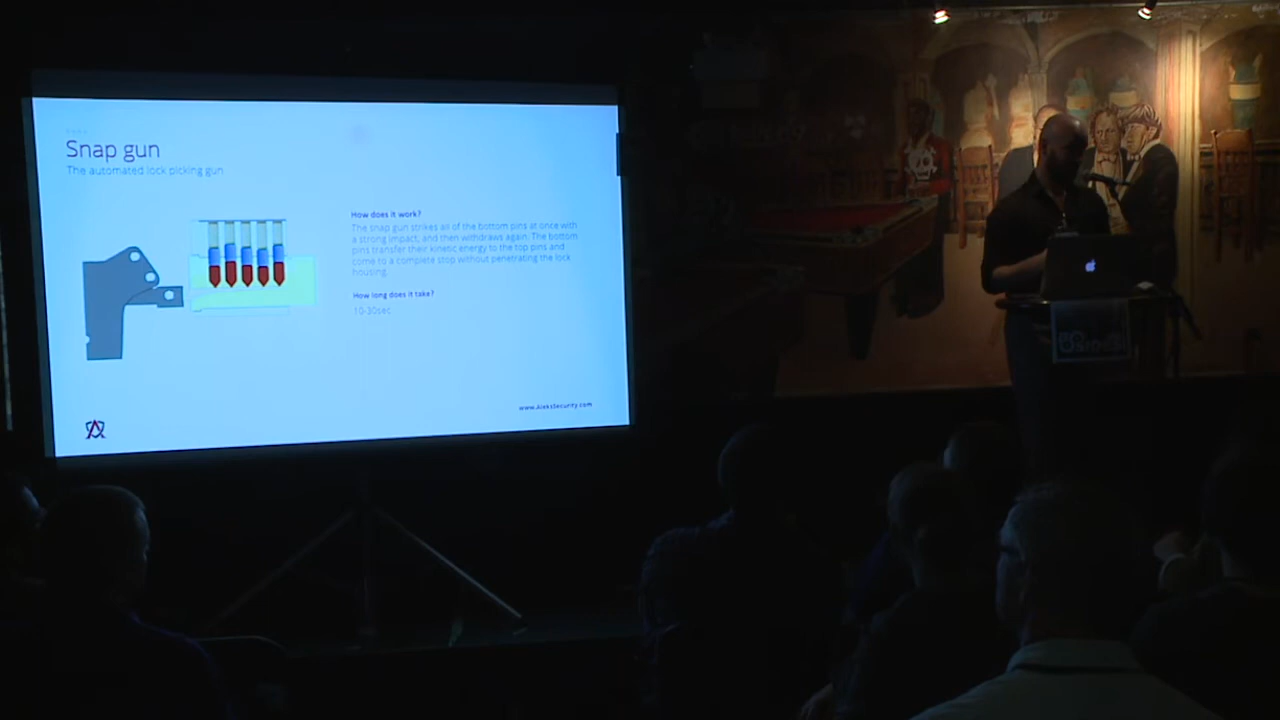 Snap gun
The automated lock picking gun
How does it work?
The snap gun strikes all of the bottom pins at once with
a strong impact, and then withdraws again. The bottom
pins transfer their kinetic energy to the top pins and
come to a complete stop without penetrating the lock
housing.
How long does it take?
10-30sec
www.AleksSecurity.com